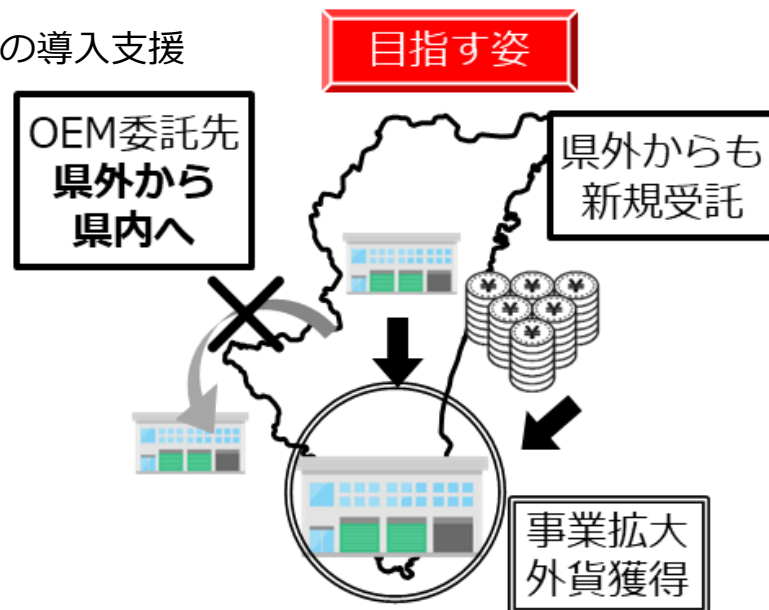 の導入支援
目指す姿
OEM委託先
県外から
県内へ
県外からも
新規受託
¥ ¥ ¥
¥ ¥
¥
事業拡大
外貨獲得